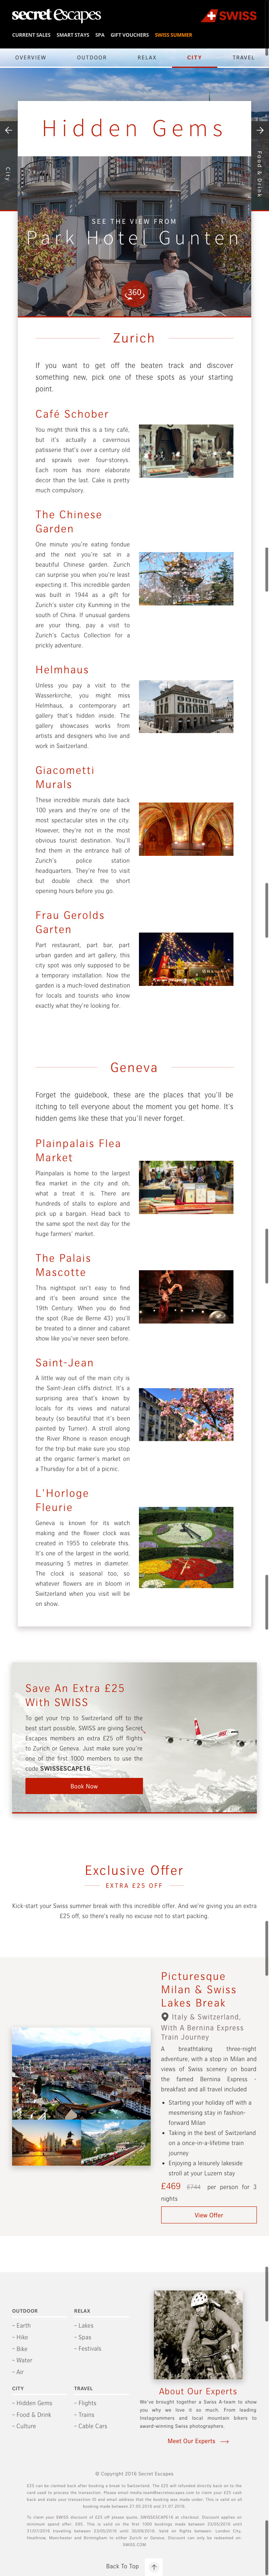 secret Escapes
SWISS
CURRENT SALES SMART STAYS SPA GIFT VOUCHERS SWISS SUMMER
OVERVIEW OUTDOOR RELAX CITY TRAVEL
City
Food & Drink
Hidden Gems
SEE THE VIEW FROM
Park Hotel Gunten
360
Zurich
If you want to get off the beaten track and discover
something new, pick one of these spots as your starting
point.
Café Schober
You might think this is a tiny café,
but it's actually a cavernous
patisserie that's over a century old
and sprawls over four-storeys.
Each room has more elaborate
decor than the last. Cake is pretty
much compulsory.
The Chinese
Garden
One minute you're eating fondue
and the next you're sat in a
beautiful Chinese garden. Zurich
can surprise you when you're least
expecting it. This incredible garden
was built in 1944 as a gift for
Zurich's sister city Kunming in the
south of China. If unusual gardens
are your thing, pay a visit to
Zurich's Cactus Collection for a
prickly adventure.
Helmhaus
Unless you pay a visit to the
Wasserkirche, you might miss
Helmhaus, a contemporary art
gallery that's hidden inside. The
gallery showcases works from
artists and designers who live and
work in Switzerland.
Giacometti
Murals
These incredible murals date back
100 years and they're one of the
most spectacular sites in the city.
However, they're not in the most
obvious tourist destination. You'll
find them in the entrance hall of
Zurich's police station
headquarters. They're free to visit
but double check the short
opening hours before you go.
Frau Gerolds
Garten
Part restaurant, part bar, part
urban garden and art gallery, this
city spot was only supposed to be
a temporary installation. Now the
garden is a much-loved destination
for locals and tourists who know
exactly what they're looking for.
Geneva
Forget the guidebook, these are the places that you'll be
itching to tell everyone about the moment you get home. It's
hidden gems like these that you'll never forget.
Plainpalais Flea
Market
Plainpalais is home to the largest
flea market in the city and oh,
what a treat it is. There are
hundreds of stalls to explore and
pick up a bargain. Head back to
the same spot the next day for the
huge farmers' market.
The Palais
Mascotte
This nightspot isn't easy to find
and it's been around since the
19th Century. When you do find
the spot (Rue de Berne 43) you'll
be treated to a dinner and cabaret
show like you've never seen before.
Saint-Jean
A little way out of the main city is
the Saint-Jean cliffs district. It's a
surprising area that's known by
locals for its views and natural
beauty (so beautiful that it's been
painted by Turner). A stroll along
the River Rhone is reason enough
for the trip but make sure you stop
at the organic farmer's market on
a Thursday for a bit of a picnic.
L'Horloge
Fleurie
Geneva is known for its watch
making and the flower clock was
created in 1955 to celebrate this.
It's one of the largest in the world,
measuring 5 metres in diameter.
The clock is seasonal too, so
whatever flowers are in bloom in
Switzerland when you visit will be
on show.
Save An Extra £25
With SWISS
To get your trip to Switzerland off to the
best start possible, SWISS are giving Secret
Escapes members an extra £25 off flights
to Zurich or Geneva. Just make sure you're
one of the first 1000 members to use the
code SWISSESCAPE16.
Book Now
Exclusive Offer
EXTRA £25 OFF
Kick-start your Swiss summer break with this incredible offer. And we're giving you an extra
£25 off, so there's really no excuse not to start packing.
Picturesque
Milan & Swiss
Lakes Break
Italy & Switzerland,
With A Bernina Express
Train Journey
A breathtaking three-night
adventure, with a stop in Milan and
views of Swiss scenery on board
the famed Bernina Express -
breakfast and all travel included
• Starting your holiday off with a
mesmerising stay in fashion-
forward Milan
• Taking in the best of Switzerland
on a once-in-a-lifetime train
journey
• Enjoying a leisurely lakeside
stroll at your Luzern stay
£469 £744 per person for 3
nights
View Offer
OUTDOOR RELAX
– Earth – Lakes
– Hike – Spas
– Bike – Festivals
– Water
– Air
CITY TRAVEL
– Hidden Gems – Flights
– Food & Drink – Trains
– Culture – Cable Cars
About Our Experts
We've brought together a Swiss A-team to show
you why we love it so much. From leading
Instagrammers and local mountain bikers to
award-winning Swiss photographers.
Meet Our Experts
© Copyright 2016 Secret Escapes
Back To Top